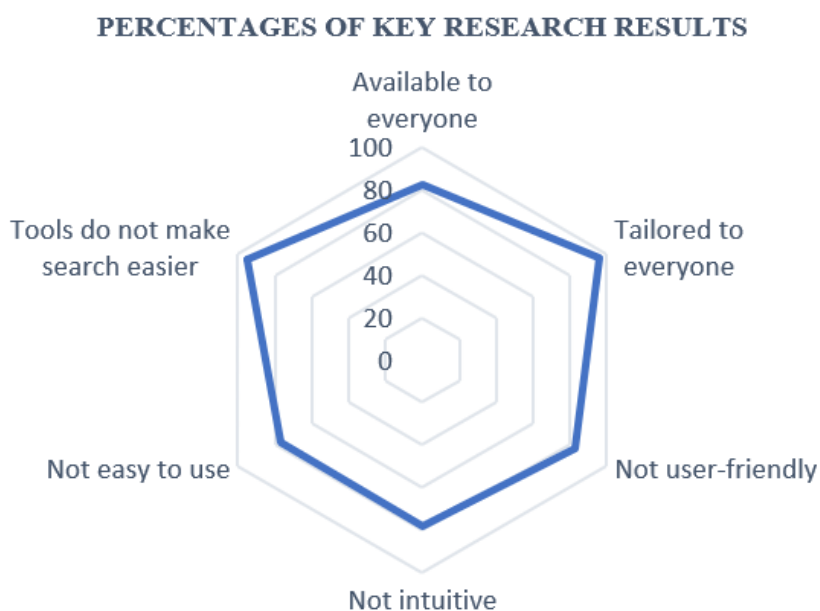 PERCENTAGES OF KEY RESEARCH RESULTS
Available to
everyone
100
80
60
40
20
0
Tools do not make
search easier
Tailored to
everyone
Not easy to use
Not user-friendly
Not intuitive